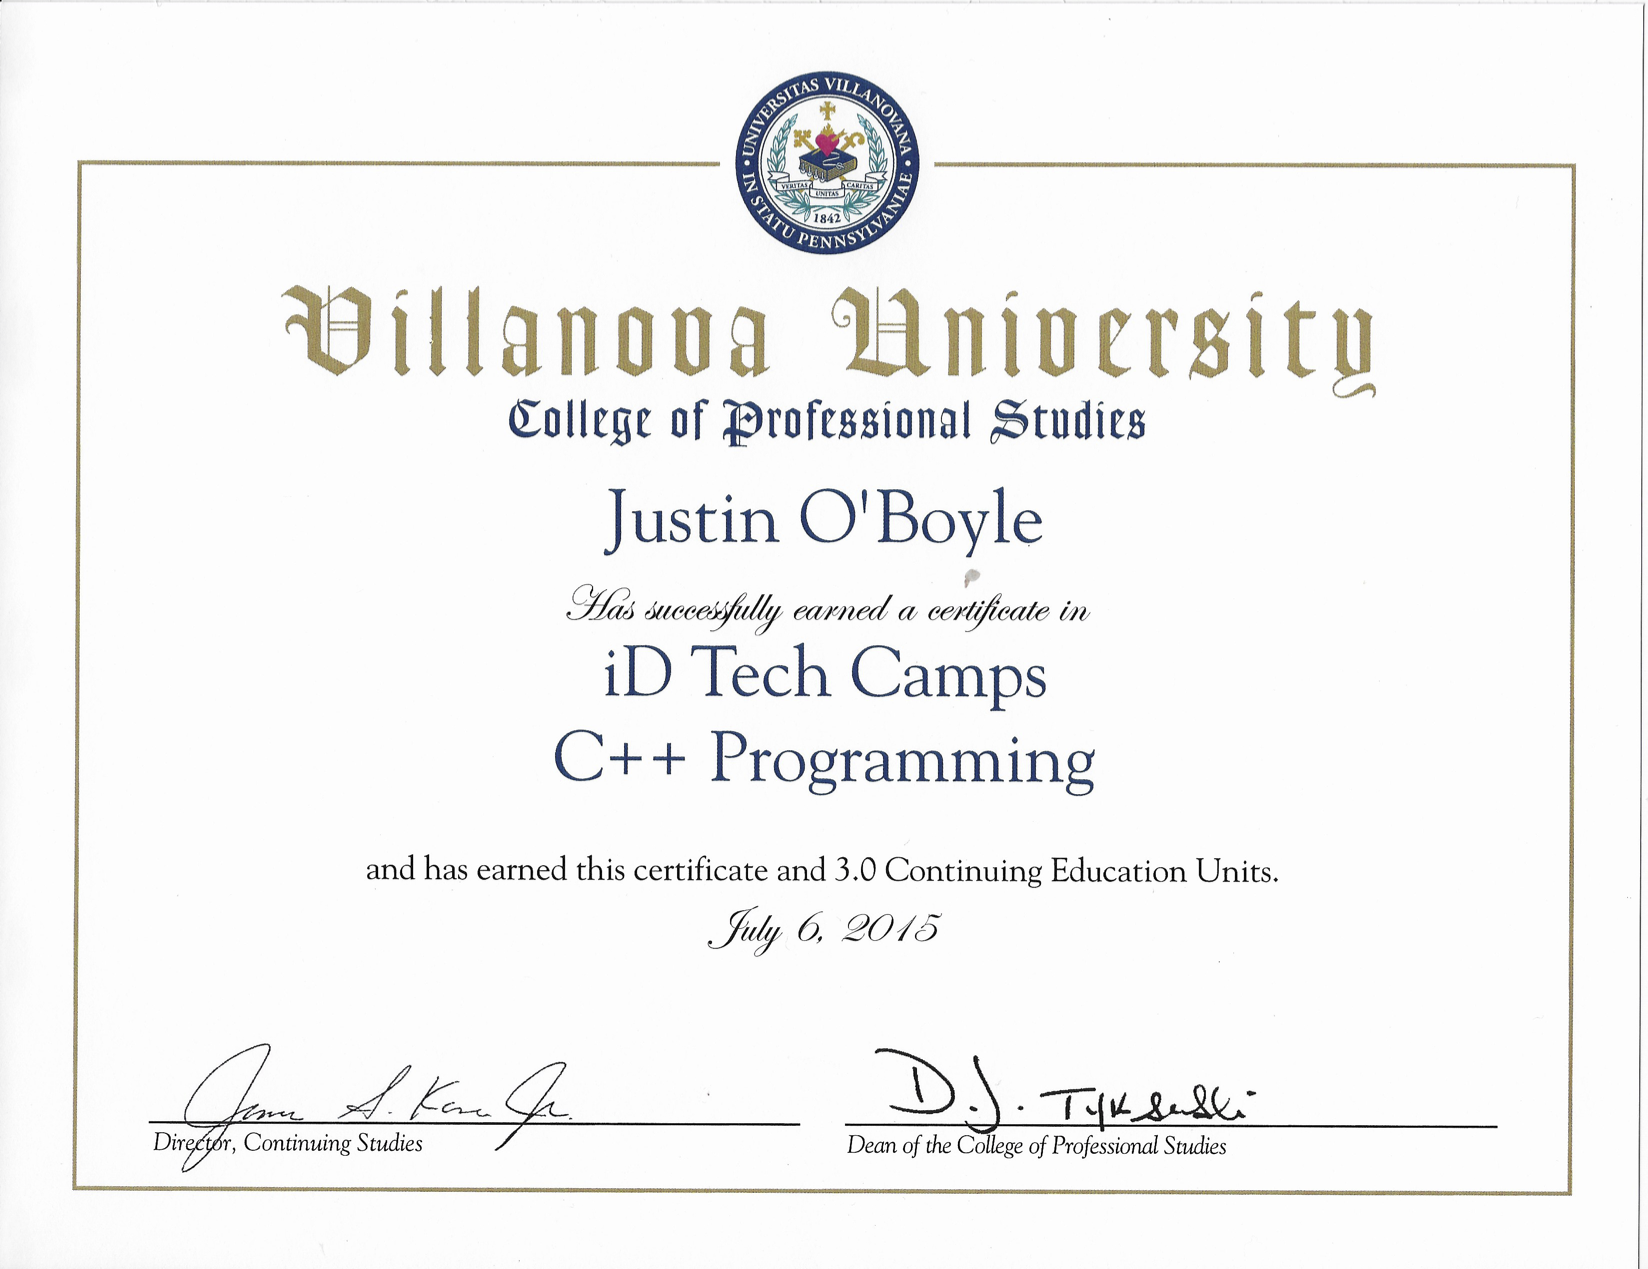 UNIVERSITAS VILLANOVANA
IN STATU PENNSYLVANIAE
VERITAS UNITAS CARITAS
1842
Villanova University
College of Professional Studies
Justin O'Boyle
Has successfully earned a certificate in
iD Tech Camps
C++ Programming
and has earned this certificate and 3.0 Continuing Education Units.
July 6, 2015
Director, Continuing Studies
D.J.
Dean of the College of Professional Studies